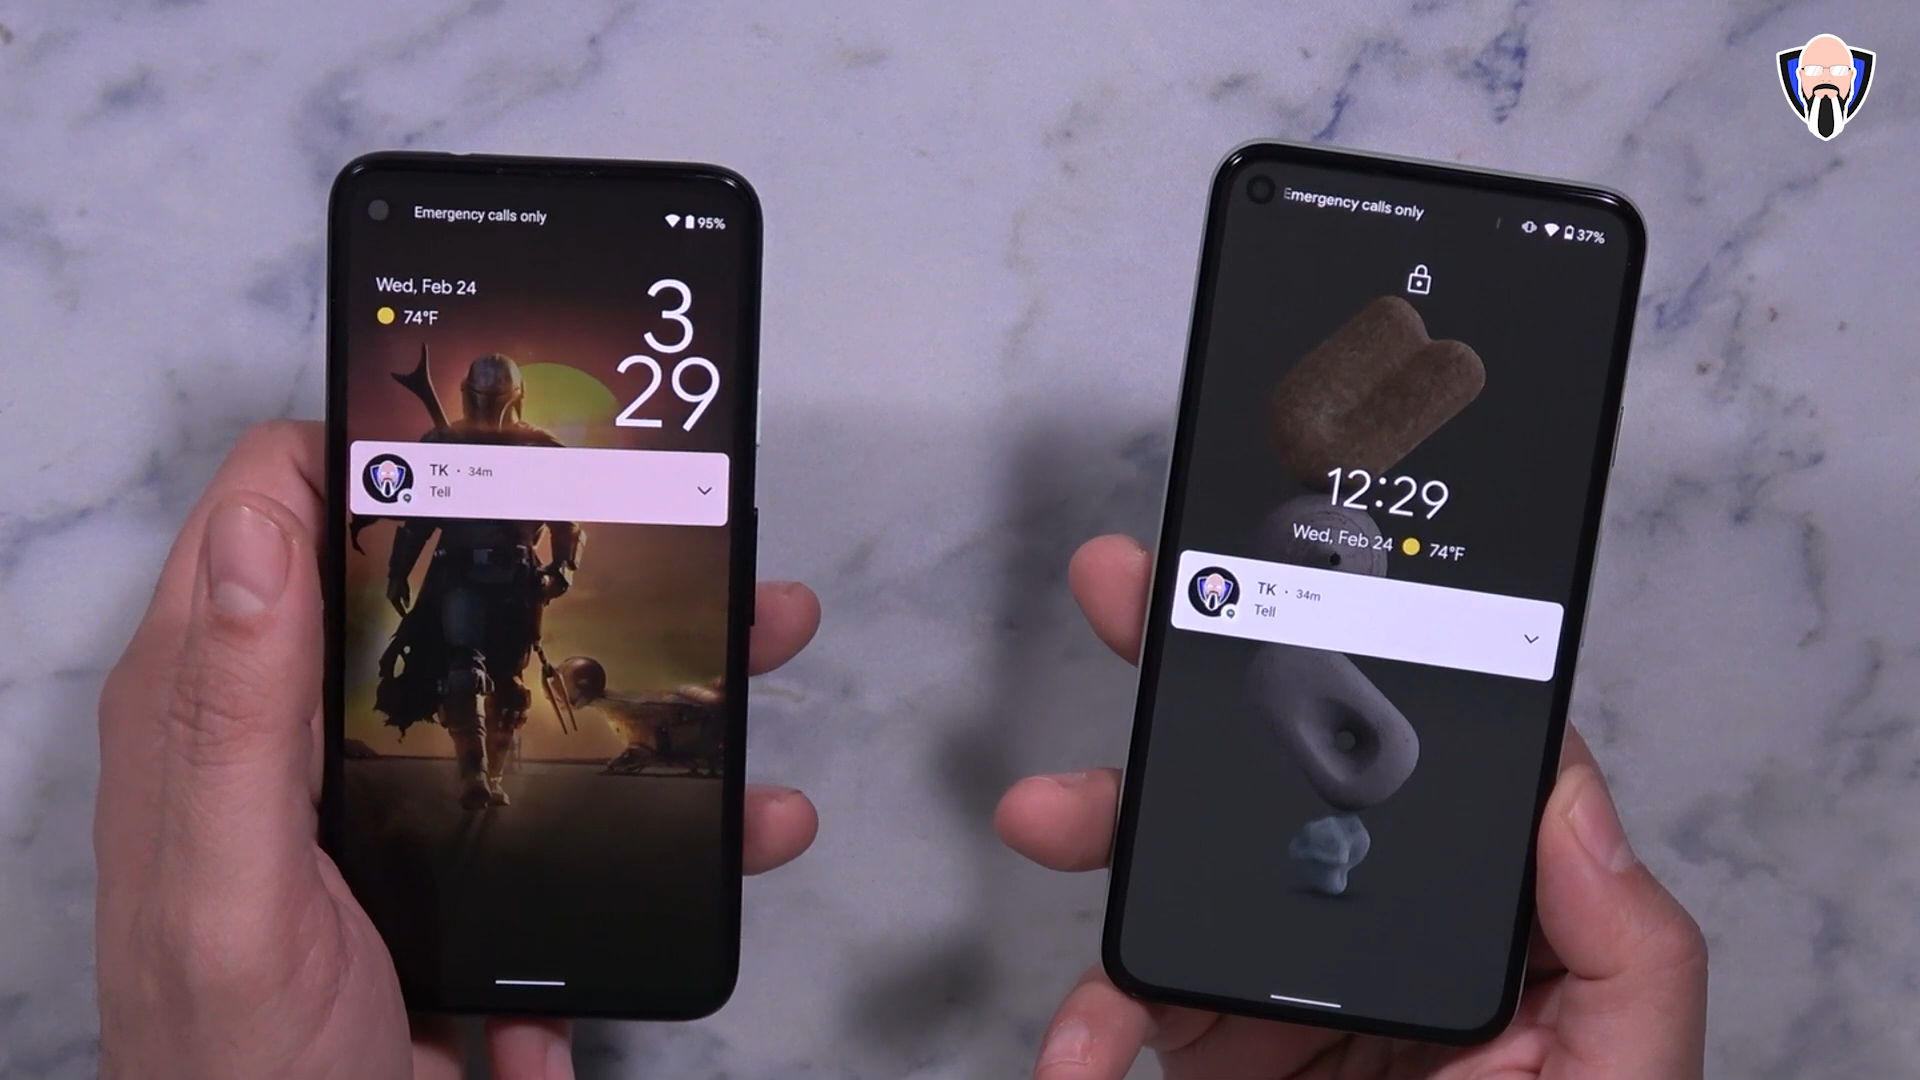 Emergency calls only
95%
Wed, Feb 24
74°F
3
29
TK · 34m
Tell
Emergency calls only
37%
12:29
Wed, Feb 24 74°F
TK · 34m
Tell